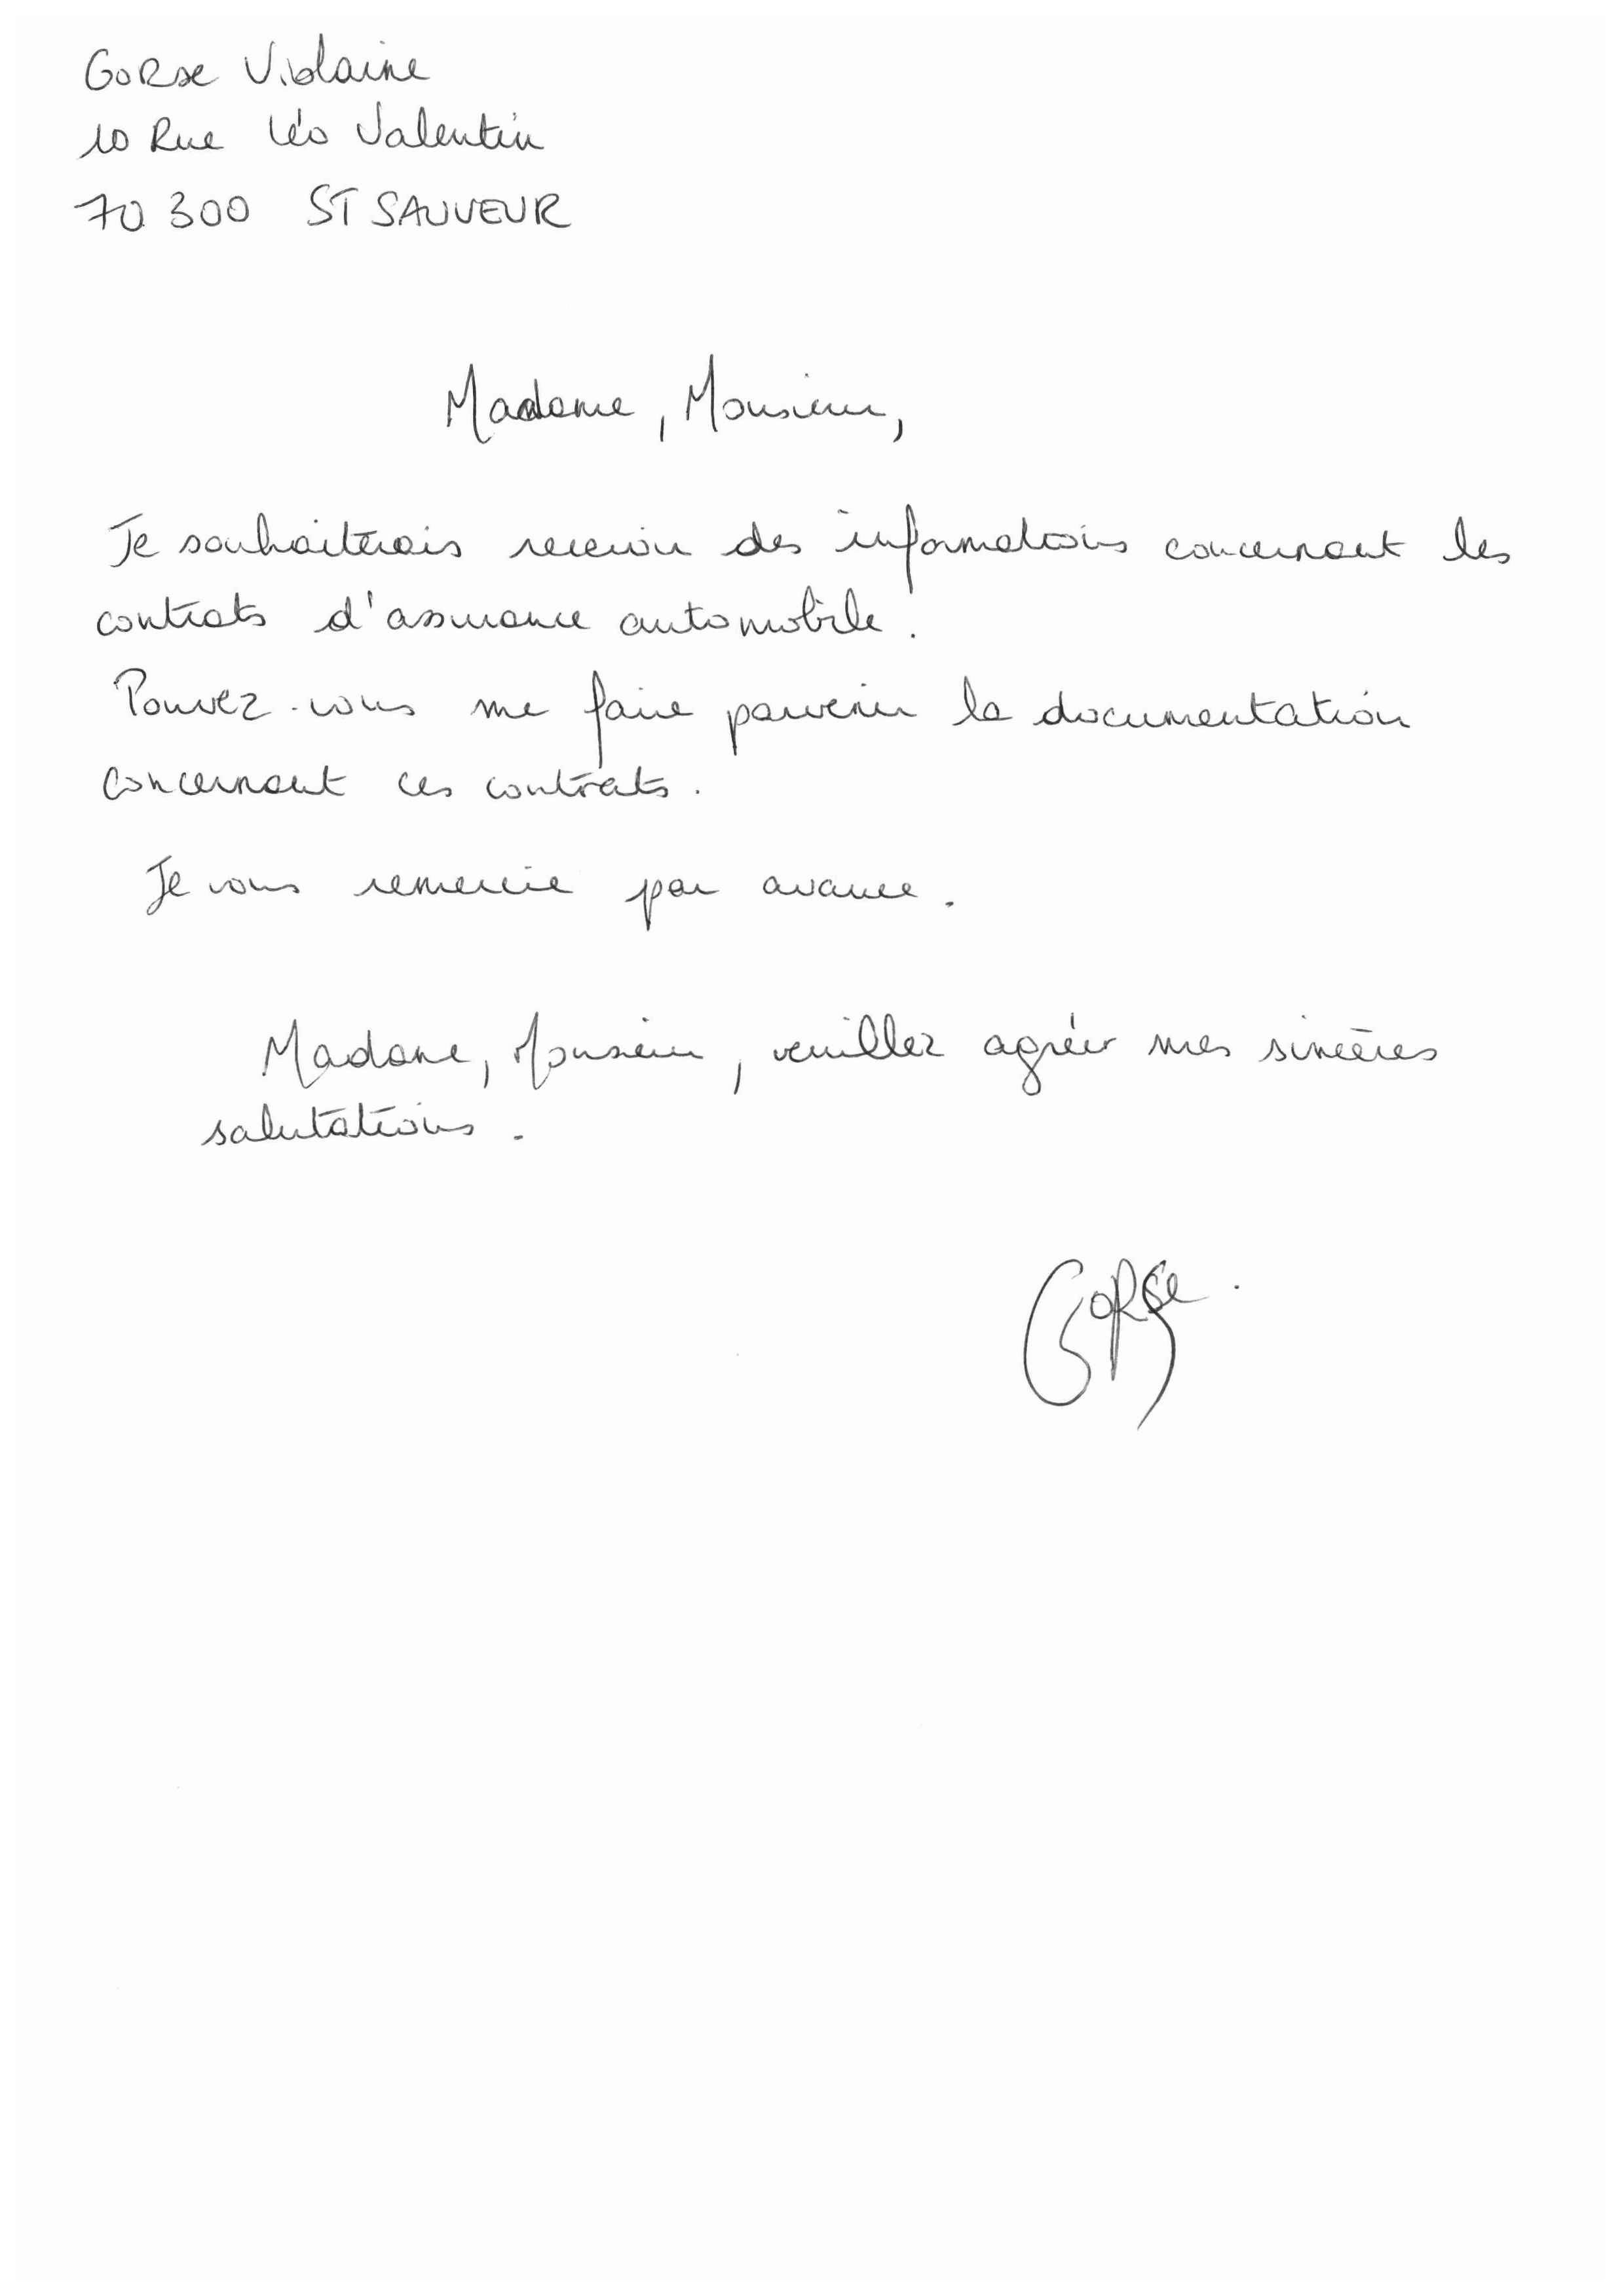 GORSE Violaine
10 Rue Léo Valentin
70 300 ST SAUVEUR
Madame, Monsieur,
Je souhaiterais recevoir des informations concernant les
contrats d'assurance automobile.
Pouvez-vous me faire parvenir la documentation
concernant ces contrats.
Je vous remercie par avance.
Madame, Monsieur, veuillez agréer mes sincères
salutations.
GORSE.